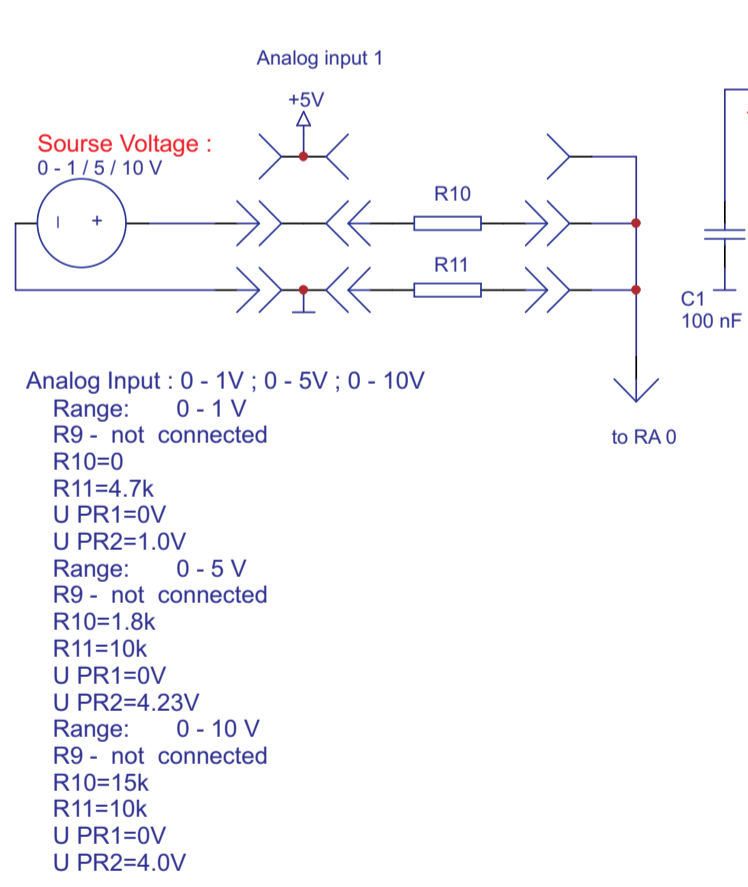 Analog input 1
+5V
Sourse Voltage :
0 - 1 / 5 / 10 V
- +
R10
R11
C1
100 nF
to RA 0
Analog Input : 0 - 1V ; 0 - 5V ; 0 - 10V
Range: 0 - 1 V
R9 - not connected
R10=0
R11=4.7k
U PR1=0V
U PR2=1.0V
Range: 0 - 5 V
R9 - not connected
R10=1.8k
R11=10k
U PR1=0V
U PR2=4.23V
Range: 0 - 10 V
R9 - not connected
R10=15k
R11=10k
U PR1=0V
U PR2=4.0V